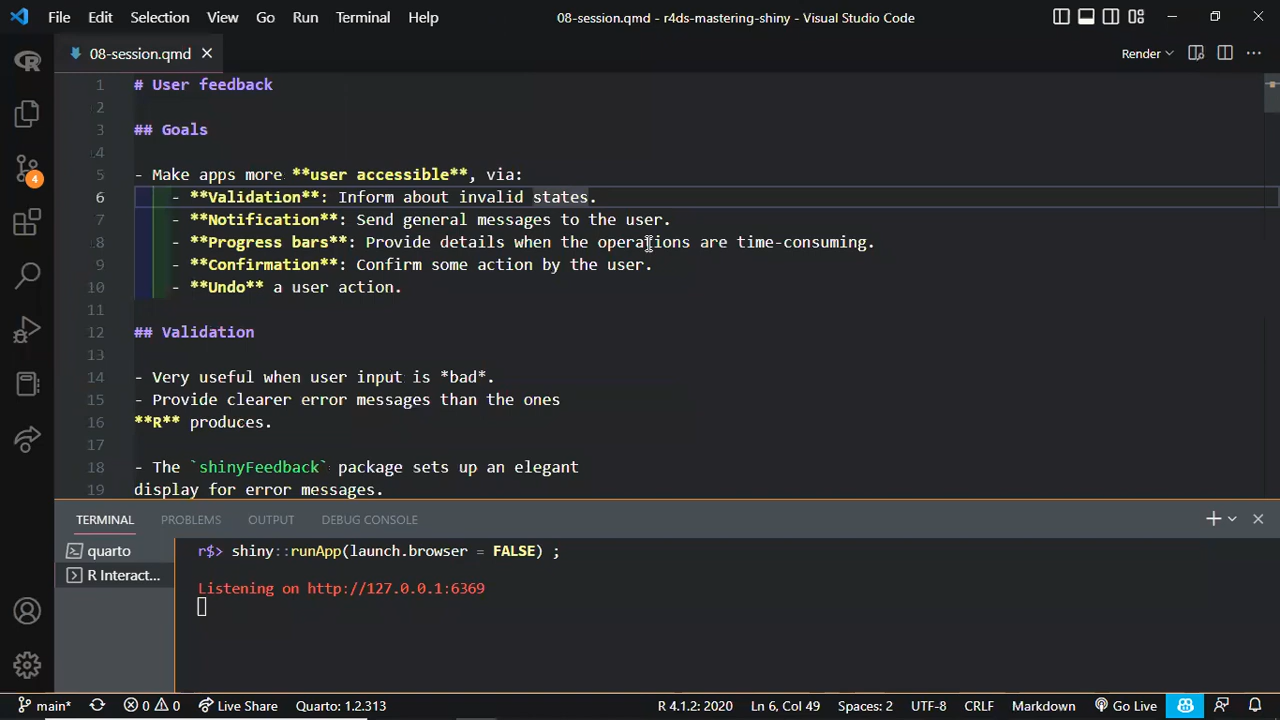 File Edit Selection View Go Run Terminal Help 08-session.qmd - r4ds-mastering-shiny - Visual Studio Code
08-session.qmd Render
1 # User feedback
2
3 ## Goals
4
5 - Make apps more **user accessible**, via:
6 - **Validation**: Inform about invalid states.
7 - **Notification**: Send general messages to the user.
8 - **Progress bars**: Provide details when the operations are time-consuming.
9 - **Confirmation**: Confirm some action by the user.
10 - **Undo** a user action.
11
12 ## Validation
13
14 - Very useful when user input is *bad*.
15 - Provide clearer error messages than the ones
16 **R** produces.
17
18 - The `shinyFeedback` package sets up an elegant
19 display for error messages.
4
TERMINAL PROBLEMS OUTPUT DEBUG CONSOLE
quarto
R Interact...
r$> shiny::runApp(launch.browser = FALSE) ;
Listening on http://127.0.0.1:6369
main* 0 0 Live Share Quarto: 1.2.313 R 4.1.2: 2020 Ln 6, Col 49 Spaces: 2 UTF-8 CRLF Markdown Go Live